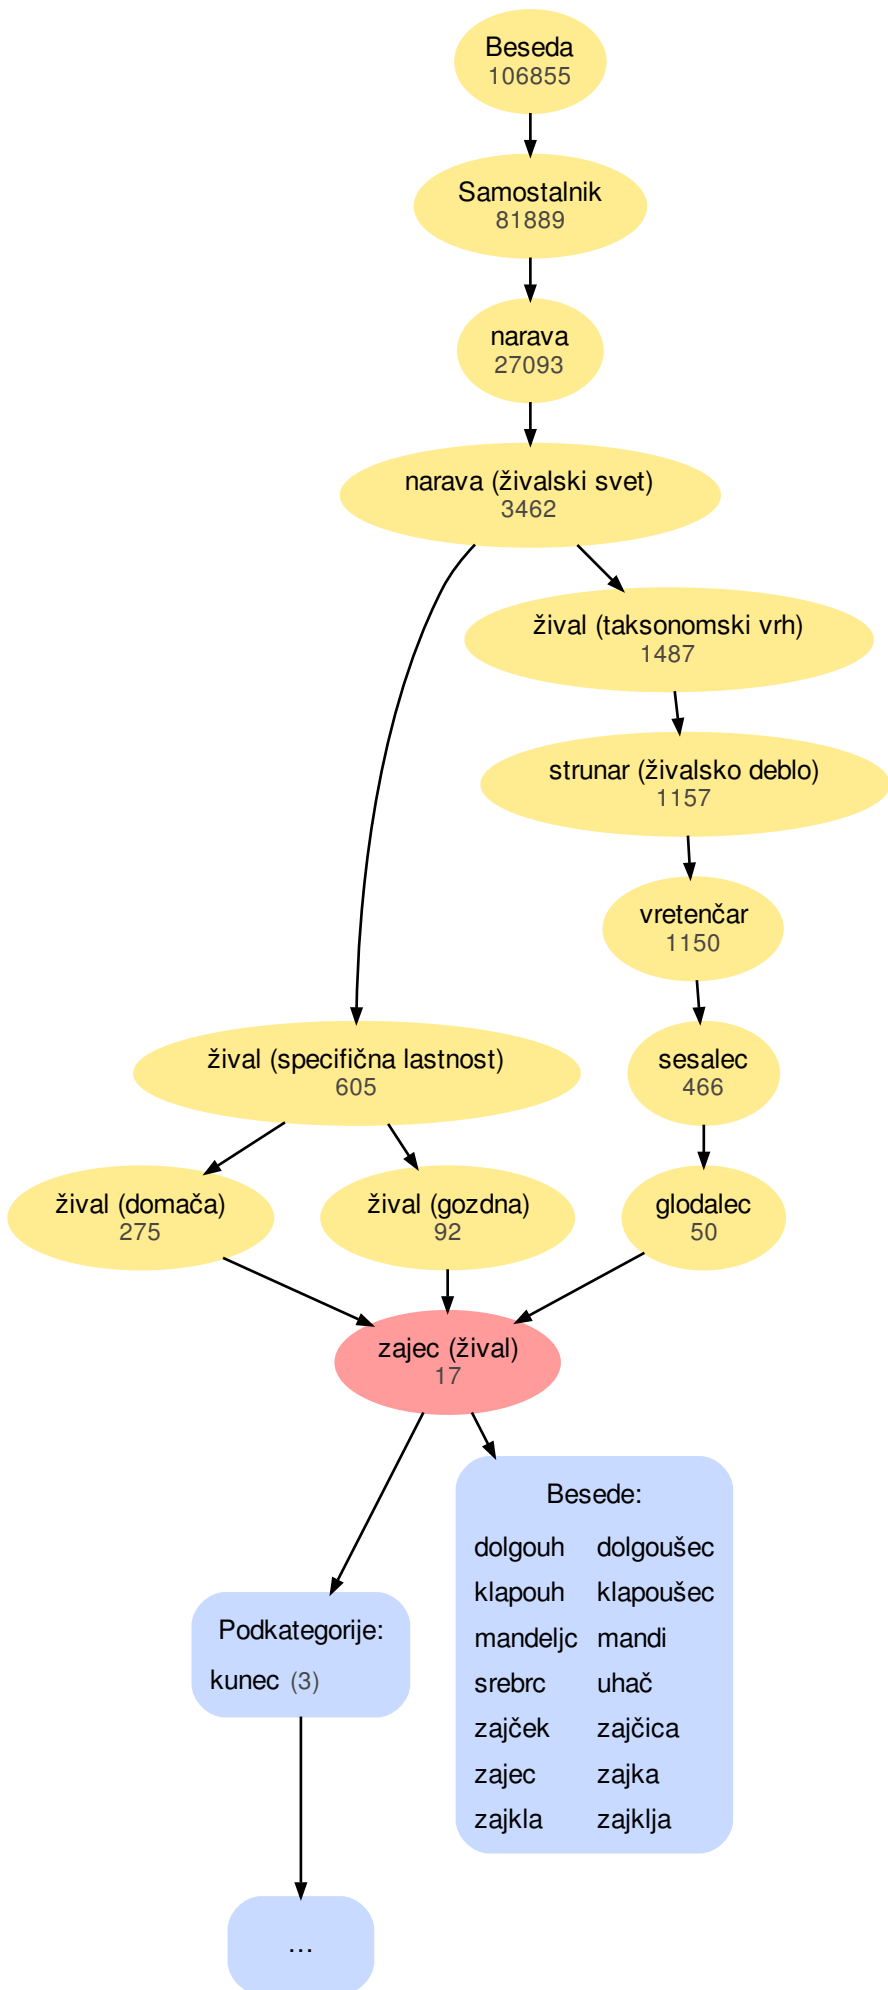 Beseda
106855
Samostalnik
81889
narava
27093
narava (živalski svet)
3462
žival (taksonomski vrh)
1487
strunar (živalsko deblo)
1157
vretenčar
1150
žival (specifična lastnost)
605
sesalec
466
žival (domača)
275
žival (gozdna)
92
glodalec
50
zajec (žival)
17
Besede:
dolgouh dolgoušec
klapouh klapoušec
mandeljc mandi
srebrc uhač
zajček zajčica
zajec zajka
zajkla zajklja
Podkategorije:
kunec (3)
...